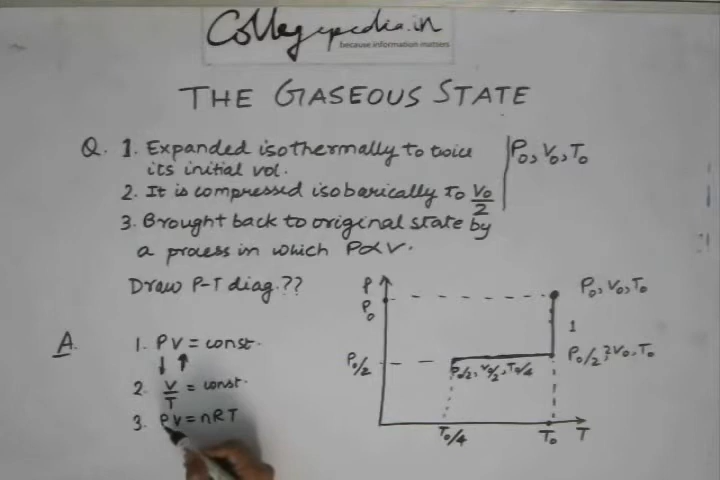 Collegepedia.in
because information matters
THE GASEOUS STATE
Q. 1. Expanded isothermally to twice
its initial vol.
P₀, V₀, T₀
2. It is compressed isobarically to V₀/2
3. Brought back to original state by
a process in which P∝V.
Draw P-T diag.??
A. 1. PV = const.
2. V/T = const.
3. PV = nRT
P
P₀
P₀, V₀, T₀
1
P₀/2
P₀/2, 2V₀, T₀
P₀/2, V₀/2, T₀/4
T₀/4
T₀
T